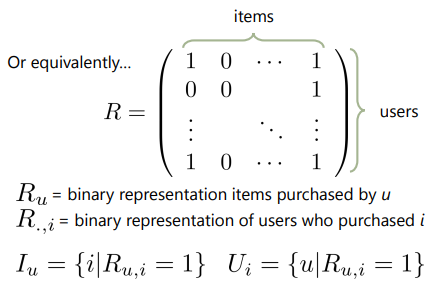 items
Or equivalently...
R = ( 1 0 ⋯ 1
0 0 1
⋮ ⋱ ⋮
1 0 ⋯ 1 )
users
R_u = binary representation items purchased by u
R_{.,i} = binary representation of users who purchased i
I_u = {i|R_{u,i} = 1} U_i = {u|R_{u,i} = 1}